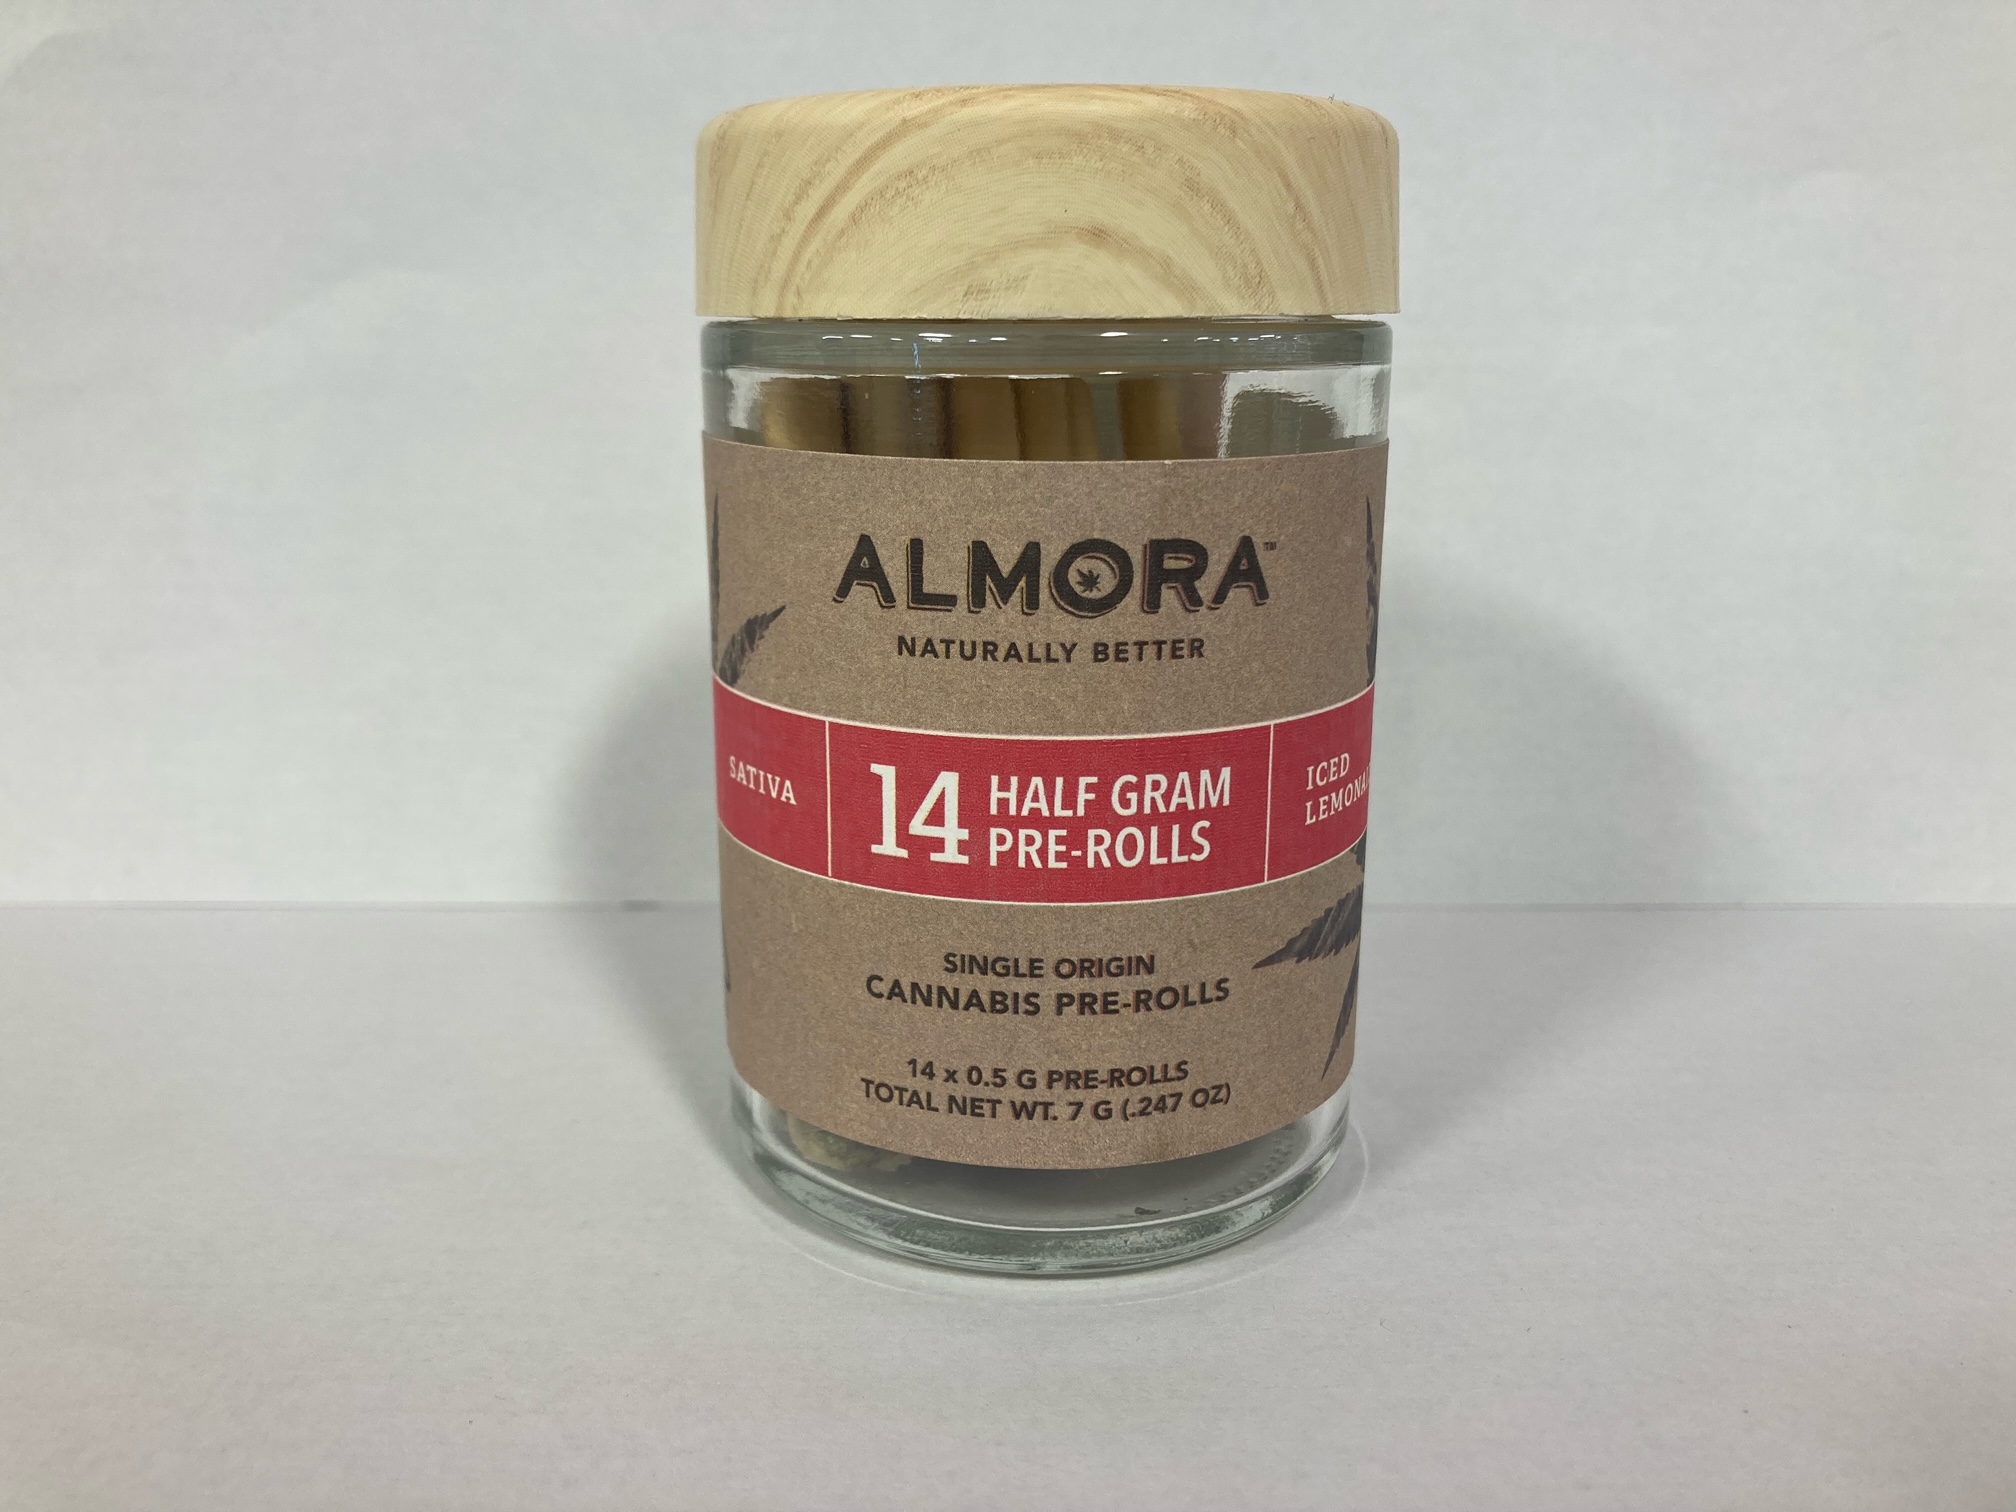 ALMORA™
NATURALLY BETTER
SATIVA
14 HALF GRAM
PRE-ROLLS
ICED
SINGLE ORIGIN
CANNABIS PRE-ROLLS
14 x 0.5 G PRE-ROLLS
TOTAL NET WT. 7 G (.247 OZ)